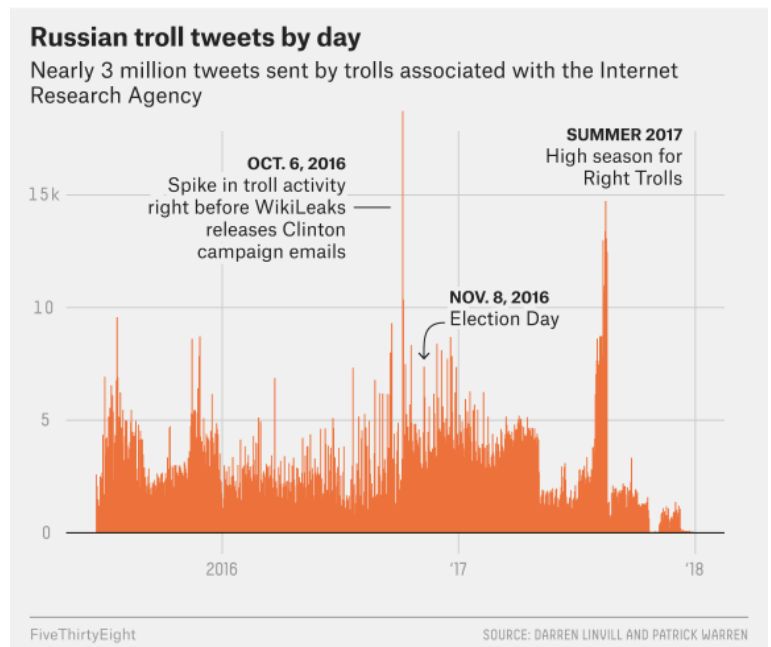 Russian troll tweets by day
Nearly 3 million tweets sent by trolls associated with the Internet
Research Agency
OCT. 6, 2016
Spike in troll activity
right before WikiLeaks
releases Clinton
campaign emails
SUMMER 2017
High season for
Right Trolls
NOV. 8, 2016
Election Day
15k
10
5
0
2016
'17
'18
FiveThirtyEight
SOURCE: DARREN LINVILL AND PATRICK WARREN